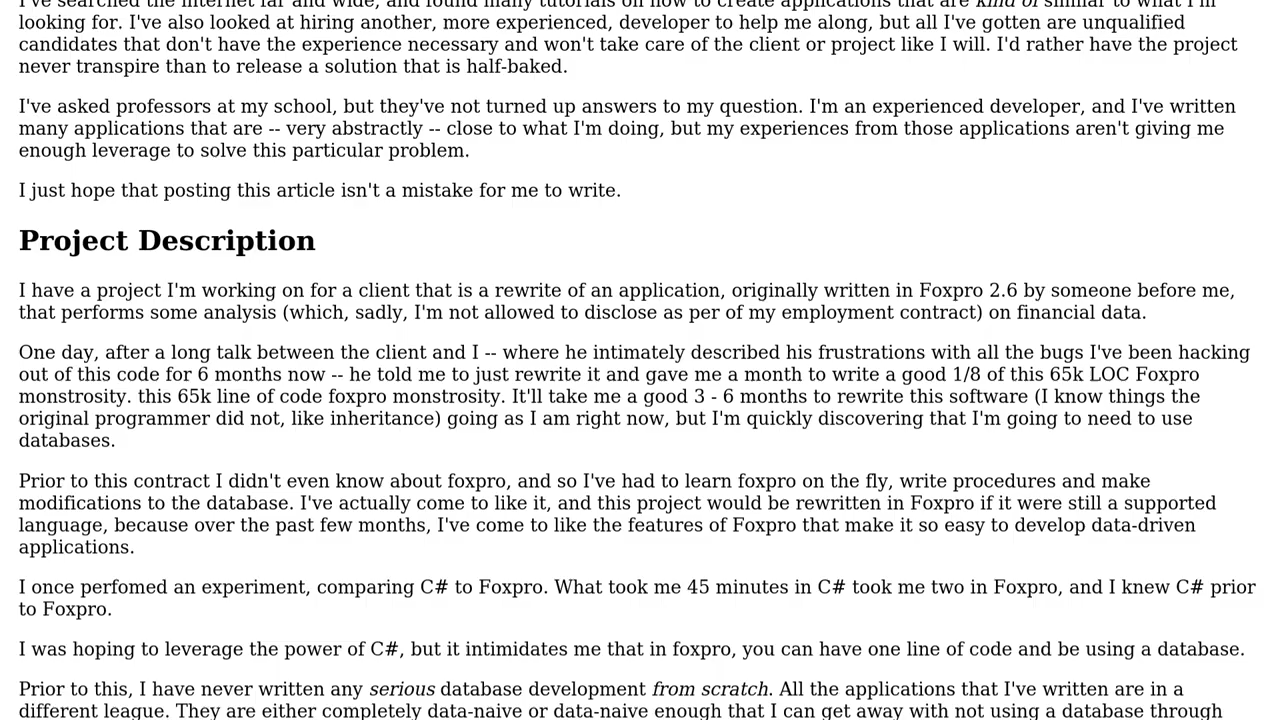 I've searched the internet far and wide, and found many tutorials on how to create applications that are kind of similar to what I'm
looking for. I've also looked at hiring another, more experienced, developer to help me along, but all I've gotten are unqualified
candidates that don't have the experience necessary and won't take care of the client or project like I will. I'd rather have the project
never transpire than to release a solution that is half-baked.
I've asked professors at my school, but they've not turned up answers to my question. I'm an experienced developer, and I've written
many applications that are -- very abstractly -- close to what I'm doing, but my experiences from those applications aren't giving me
enough leverage to solve this particular problem.
I just hope that posting this article isn't a mistake for me to write.
Project Description
I have a project I'm working on for a client that is a rewrite of an application, originally written in Foxpro 2.6 by someone before me,
that performs some analysis (which, sadly, I'm not allowed to disclose as per of my employment contract) on financial data.
One day, after a long talk between the client and I -- where he intimately described his frustrations with all the bugs I've been hacking
out of this code for 6 months now -- he told me to just rewrite it and gave me a month to write a good 1/8 of this 65k LOC Foxpro
monstrosity. this 65k line of code foxpro monstrosity. It'll take me a good 3 - 6 months to rewrite this software (I know things the
original programmer did not, like inheritance) going as I am right now, but I'm quickly discovering that I'm going to need to use
databases.
Prior to this contract I didn't even know about foxpro, and so I've had to learn foxpro on the fly, write procedures and make
modifications to the database. I've actually come to like it, and this project would be rewritten in Foxpro if it were still a supported
language, because over the past few months, I've come to like the features of Foxpro that make it so easy to develop data-driven
applications.
I once perfomed an experiment, comparing C# to Foxpro. What took me 45 minutes in C# took me two in Foxpro, and I knew C# prior
to Foxpro.
I was hoping to leverage the power of C#, but it intimidates me that in foxpro, you can have one line of code and be using a database.
Prior to this, I have never written any serious database development from scratch. All the applications that I've written are in a
different league. They are either completely data-naive or data-naive enough that I can get away with not using a database through